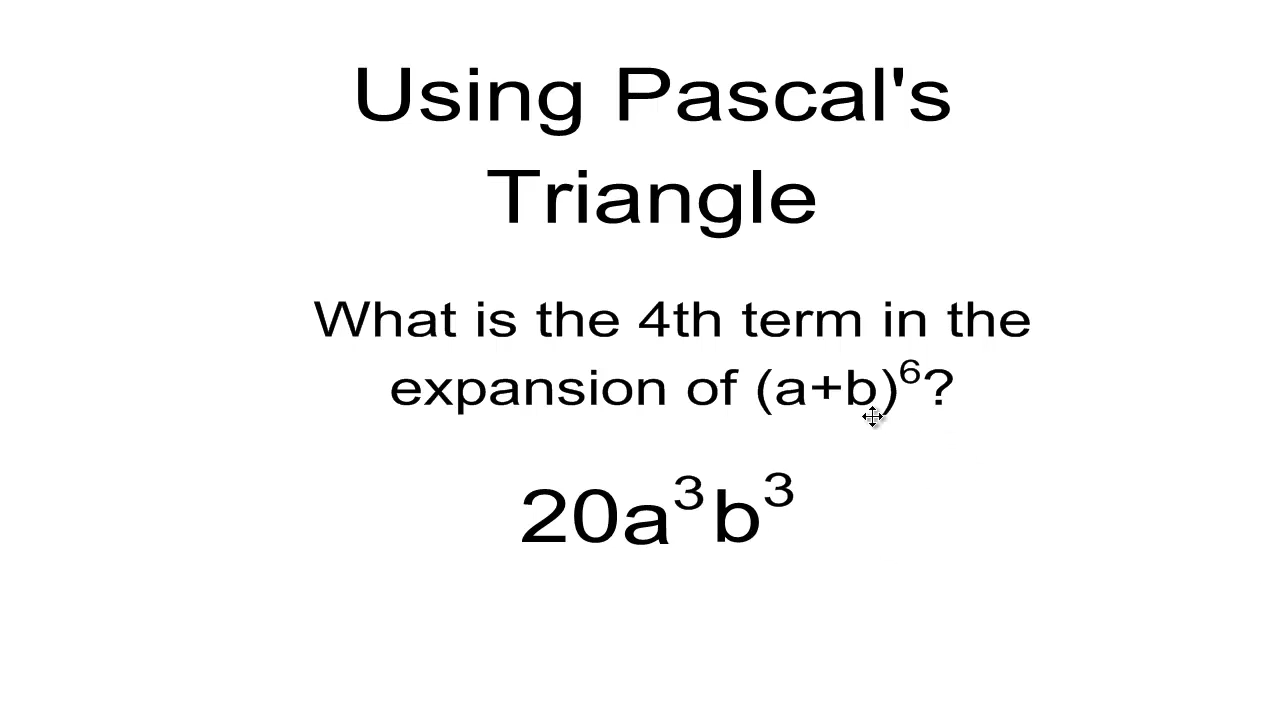 Using Pascal's
Triangle
What is the 4th term in the
expansion of (a+b)⁶?
20a³b³